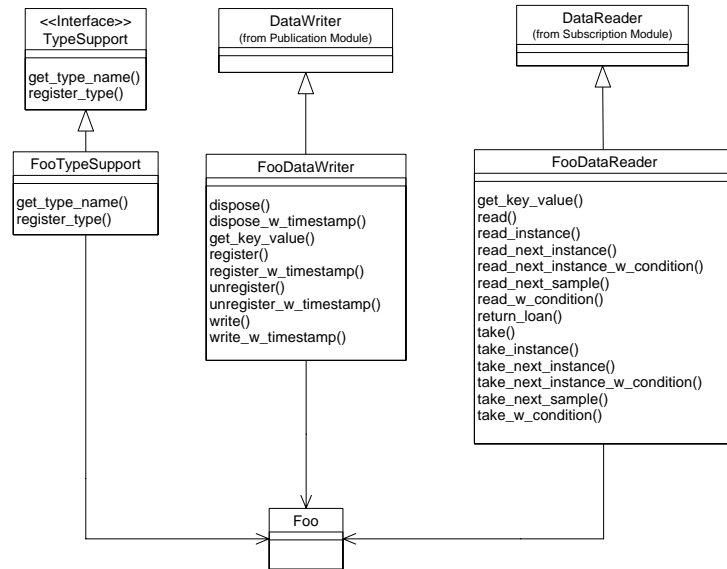 <<Interface>>
TypeSupport
get_type_name()
register_type()
DataWriter
(from Publication Module)
DataReader
(from Subscription Module)
FooTypeSupport
get_type_name()
register_type()
FooDataWriter
dispose()
dispose_w_timestamp()
get_key_value()
register()
register_w_timestamp()
unregister()
unregister_w_timestamp()
write()
write_w_timestamp()
FooDataReader
get_key_value()
read()
read_instance()
read_next_instance()
read_next_instance_w_condition()
read_next_sample()
read_w_condition()
return_loan()
take()
take_instance()
take_next_instance()
take_next_instance_w_condition()
take_next_sample()
take_w_condition()
Foo